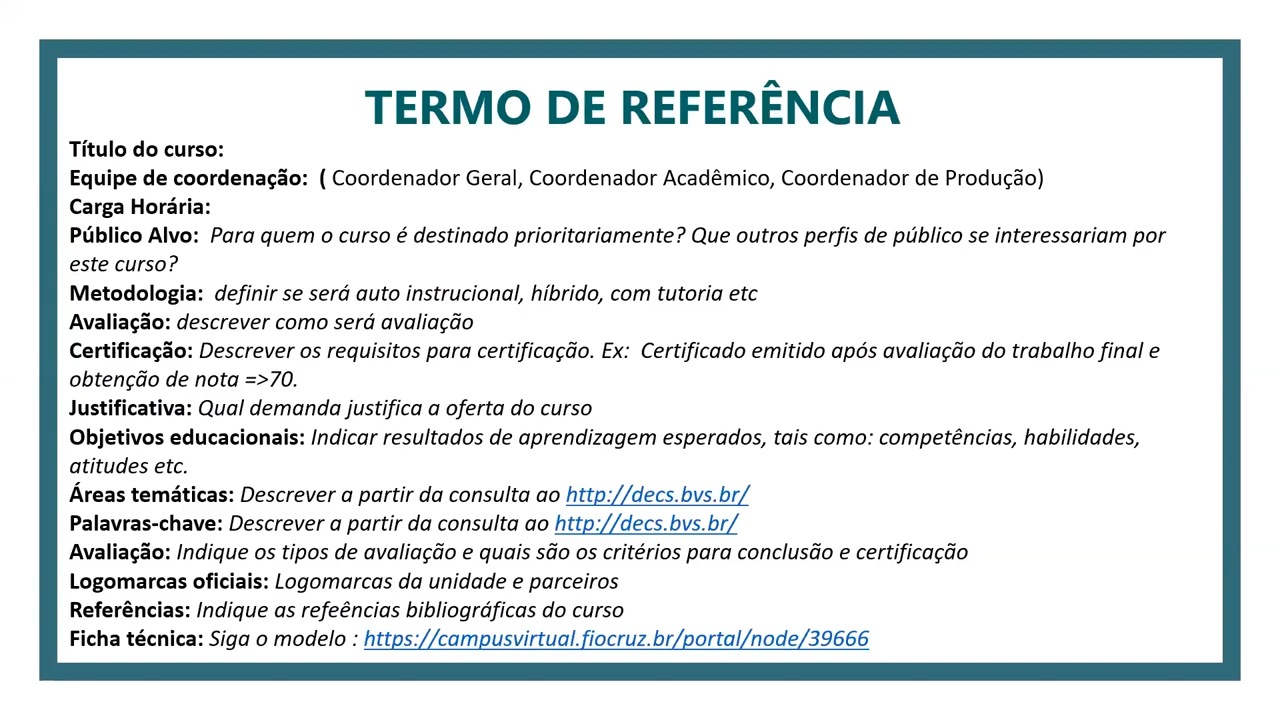 TERMO DE REFERÊNCIA
Título do curso:
Equipe de coordenação:  ( Coordenador Geral, Coordenador Acadêmico, Coordenador de Produção)
Carga Horária:
Público Alvo:  Para quem o curso é destinado prioritariamente? Que outros perfis de público se interessariam por
este curso?
Metodologia:  definir se será auto instrucional, híbrido, com tutoria etc
Avaliação: descrever como será avaliação
Certificação: Descrever os requisitos para certificação. Ex:  Certificado emitido após avaliação do trabalho final e
obtenção de nota =>70.
Justificativa: Qual demanda justifica a oferta do curso
Objetivos educacionais: Indicar resultados de aprendizagem esperados, tais como: competências, habilidades,
atitudes etc.
Áreas temáticas: Descrever a partir da consulta ao http://decs.bvs.br/
Palavras-chave: Descrever a partir da consulta ao http://decs.bvs.br/
Avaliação: Indique os tipos de avaliação e quais são os critérios para conclusão e certificação
Logomarcas oficiais: Logomarcas da unidade e parceiros
Referências: Indique as refeências bibliográficas do curso
Ficha técnica: Siga o modelo : https://campusvirtual.fiocruz.br/portal/node/39666